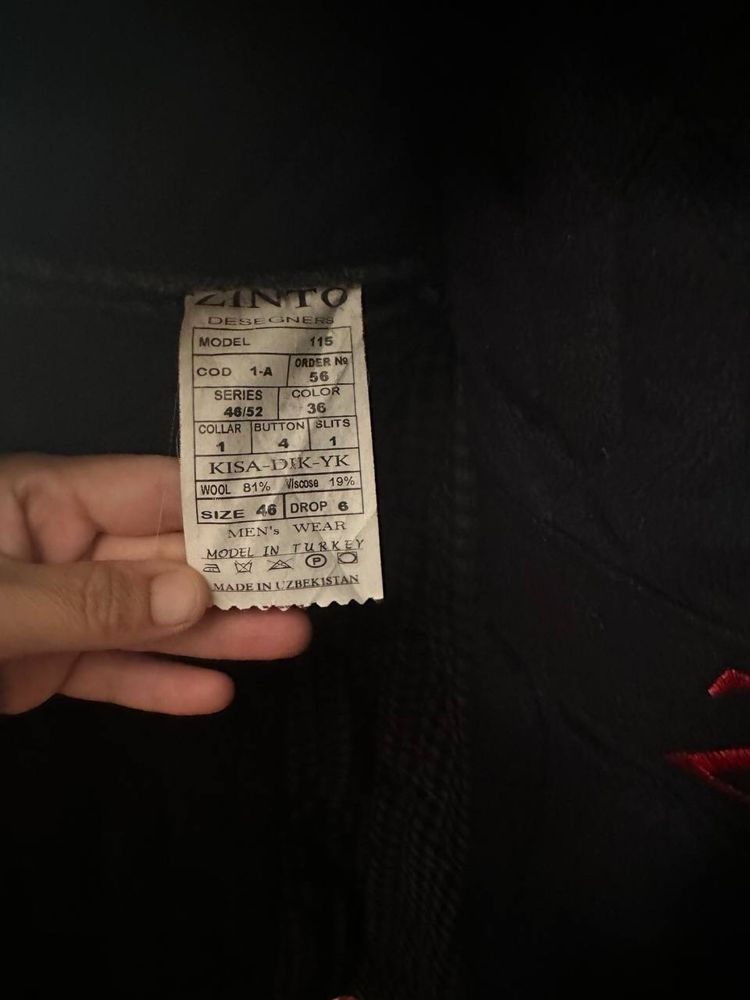 ZINTO
DESEGNERS
MODEL 115
COD 1-A ORDER №
56
SERIES COLOR
46/52 36
COLLAR BUTTON SLITS
1 4 1
KISA-DIK-YK
WOOL 81% Viscose 19%
SIZE 46 DROP 6
MEN's WEAR
MODEL IN TURKEY
P
MADE IN UZBEKISTAN